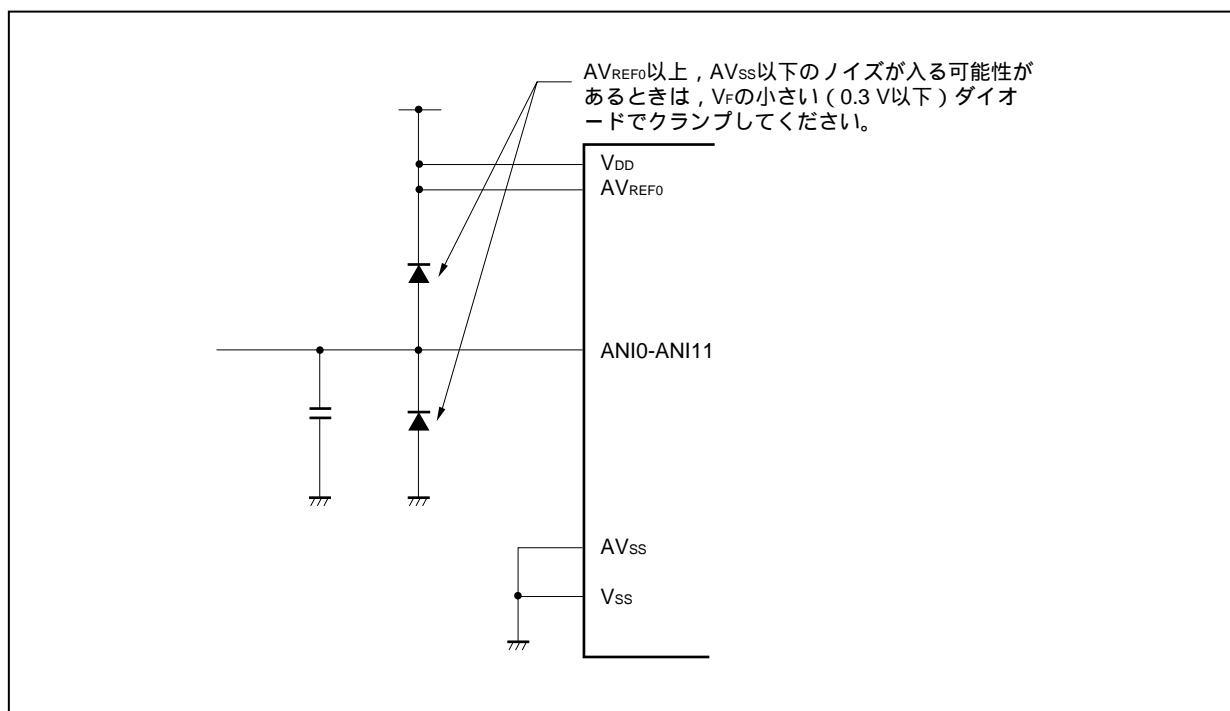 AVREF0以上，AVSS以下のノイズが入る可能性が
あるときは，VFの小さい（0.3 V以下）ダイオ
ードでクランプしてください。
VDD
AVREF0
ANI0-ANI11
AVSS
VSS